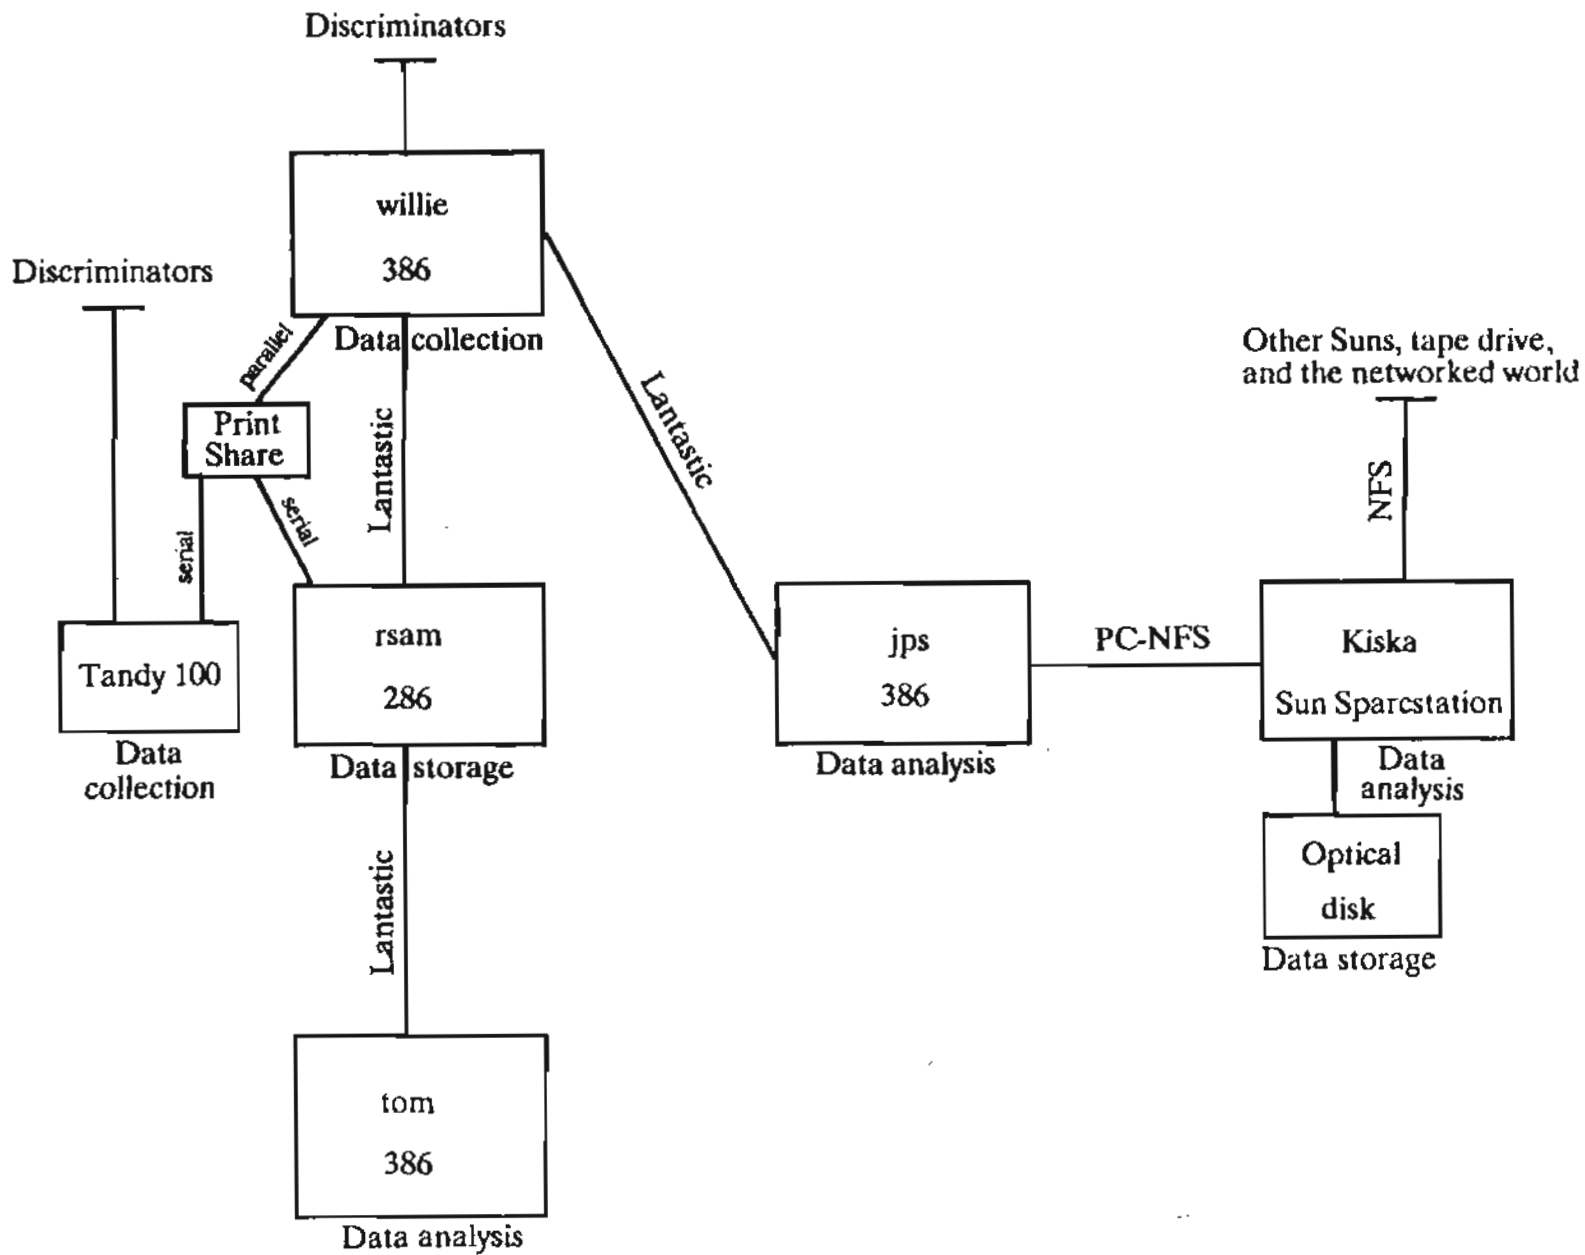 Discriminators
willie
386
Data collection
Discriminators
parallel
Print
Share
Lantastic
Lantastic
serial
serial
Other Suns, tape drive,
and the networked world
NFS
Tandy 100
Data
collection
rsam
286
Data storage
jps
386
Data analysis
PC-NFS
Kiska
Sun Sparcstation
Data
analysis
Optical
disk
Data storage
Lantastic
tom
386
Data analysis